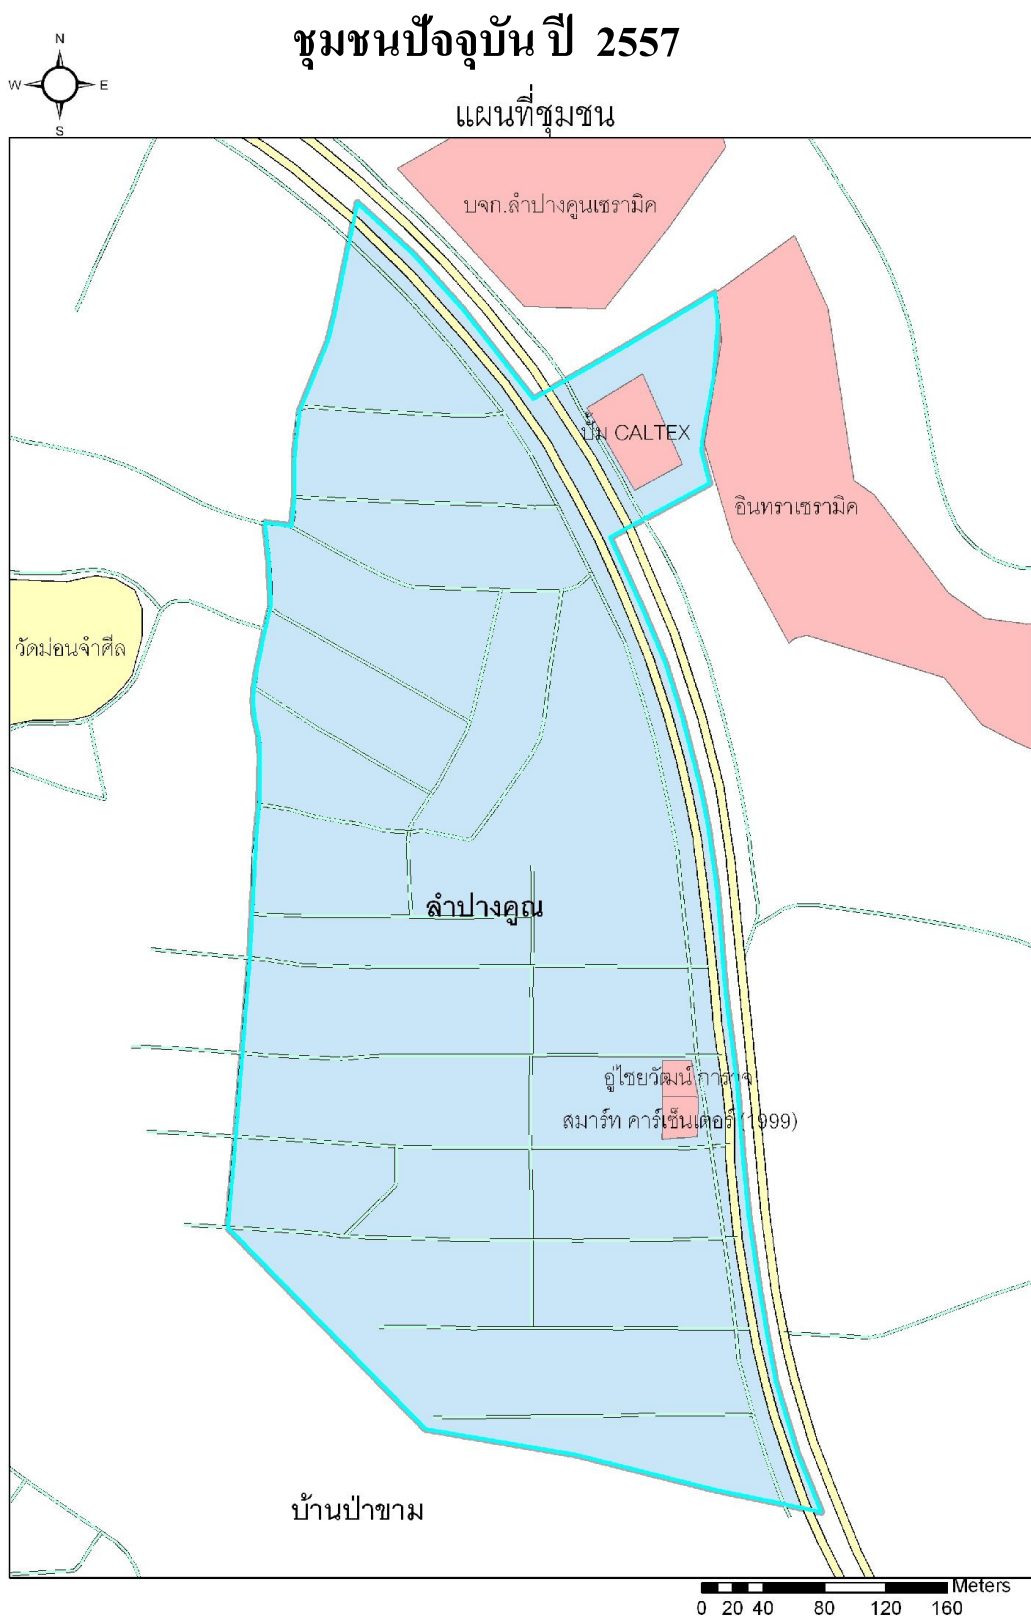 ชุมชนปัจจุบัน ปี 2557
N
W E
S
แผนที่ชุมชน
บจก.ลำปางคูนเซรามิค
ปั๊ม CALTEX
อินทราเซรามิค
วัดม่อนจำศีล
ลำปางคูณ
อู่ไชยวัฒน์ การาจ
สมาร์ท คาร์เซ็นเตอร์ (1999)
บ้านป่าขาม
Meters
0 20 40 80 120 160